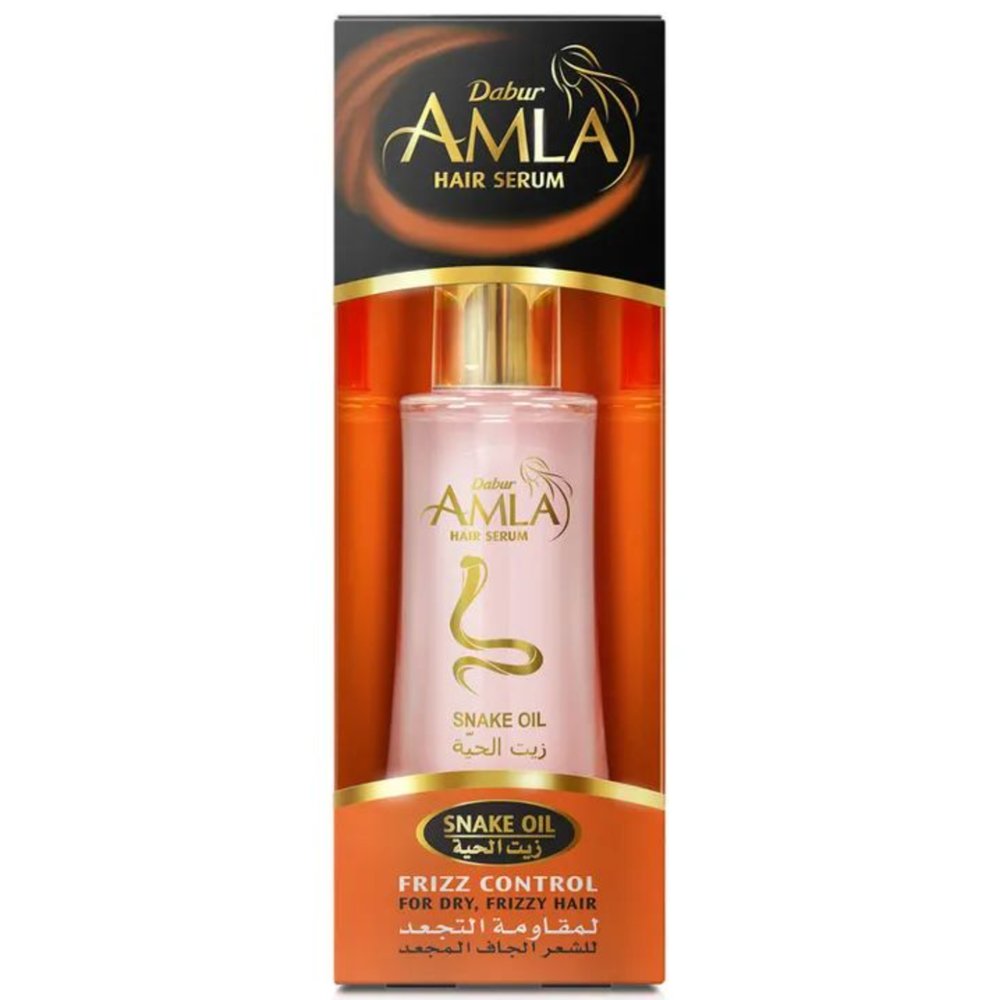 Dabur
AMLA
HAIR SERUM
Dabur
AMLA
HAIR SERUM
SNAKE OIL
زيت الحيّة
SNAKE OIL
زيت الحية
FRIZZ CONTROL
FOR DRY, FRIZZY HAIR
لمقاومة التجعد
للشعر الجاف المجعد